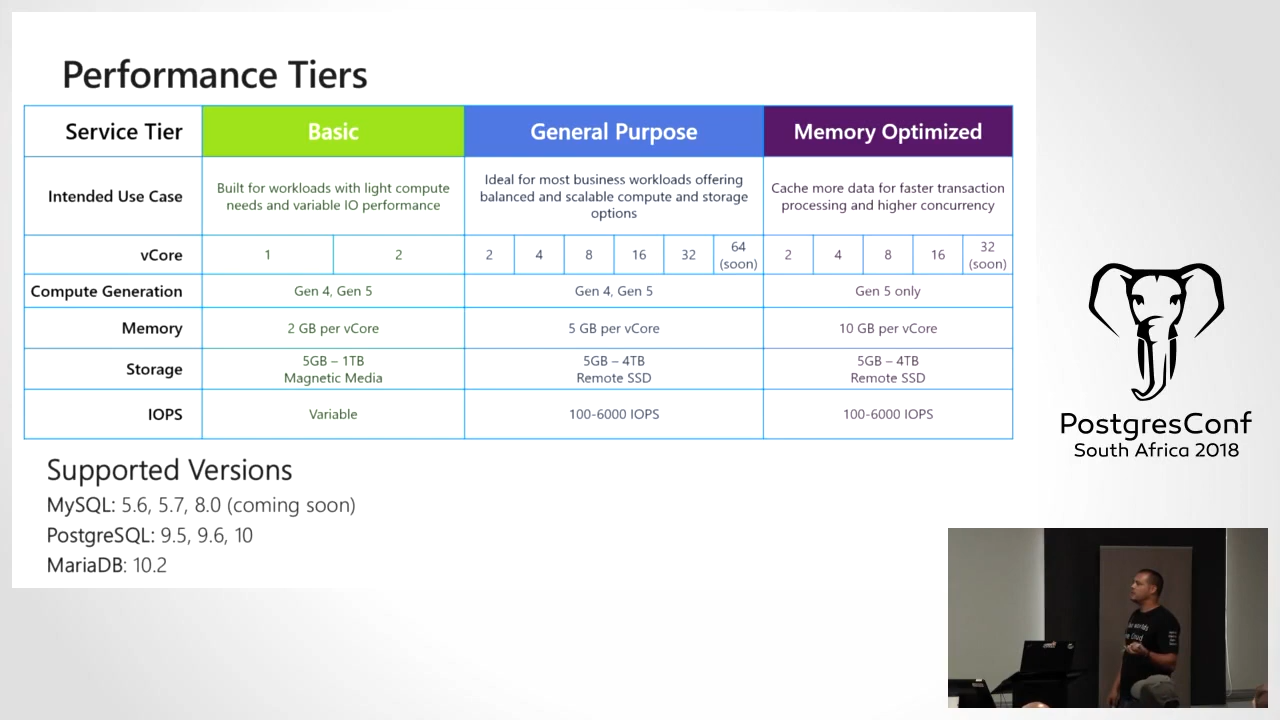 Performance Tiers
Service Tier
Basic
General Purpose
Memory Optimized
Intended Use Case
Built for workloads with light compute
needs and variable IO performance
Ideal for most business workloads offering
balanced and scalable compute and storage
options
Cache more data for faster transaction
processing and higher concurrency
vCore
1
2
2
4
8
16
32
64
(soon)
2
4
8
16
32
(soon)
Compute Generation
Gen 4, Gen 5
Gen 4, Gen 5
Gen 5 only
Memory
2 GB per vCore
5 GB per vCore
10 GB per vCore
Storage
5GB – 1TB
Magnetic Media
5GB – 4TB
Remote SSD
5GB – 4TB
Remote SSD
IOPS
Variable
100-6000 IOPS
100-6000 IOPS
Supported Versions
MySQL: 5.6, 5.7, 8.0 (coming soon)
PostgreSQL: 9.5, 9.6, 10
MariaDB: 10.2
PostgresConf
South Africa 2018